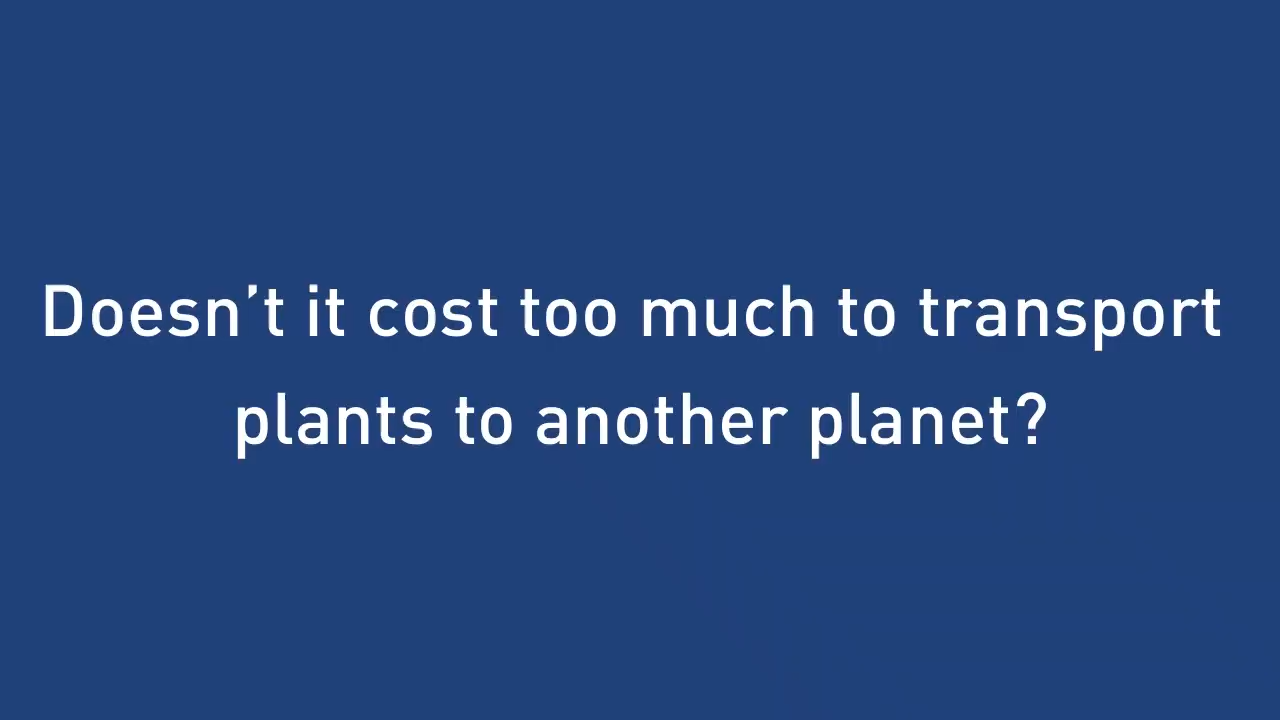 Doesn’t it cost too much to transport
plants to another planet?